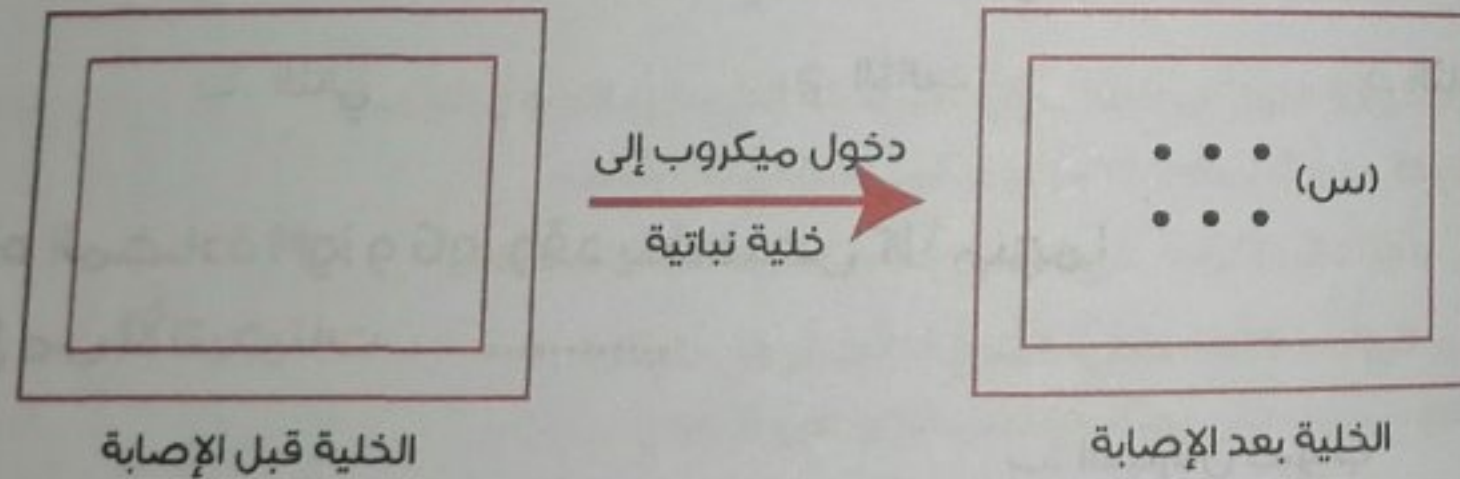 دخول ميكروب إلى
خلية نباتية
(س)
الخلية قبل الإصابة
الخلية بعد الإصابة